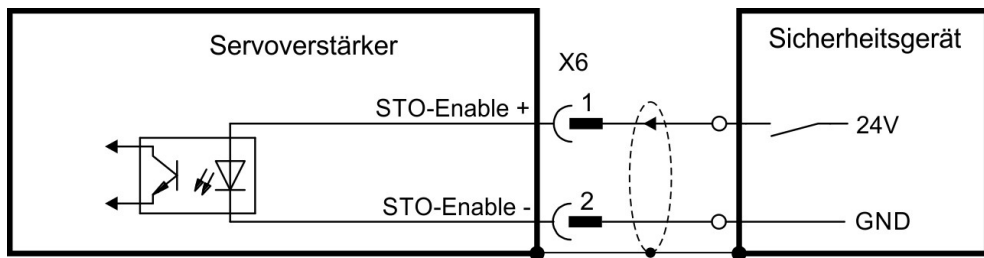 Servoverstärker
Sicherheitsgerät
X6
STO-Enable +
1
24V
STO-Enable -
2
GND